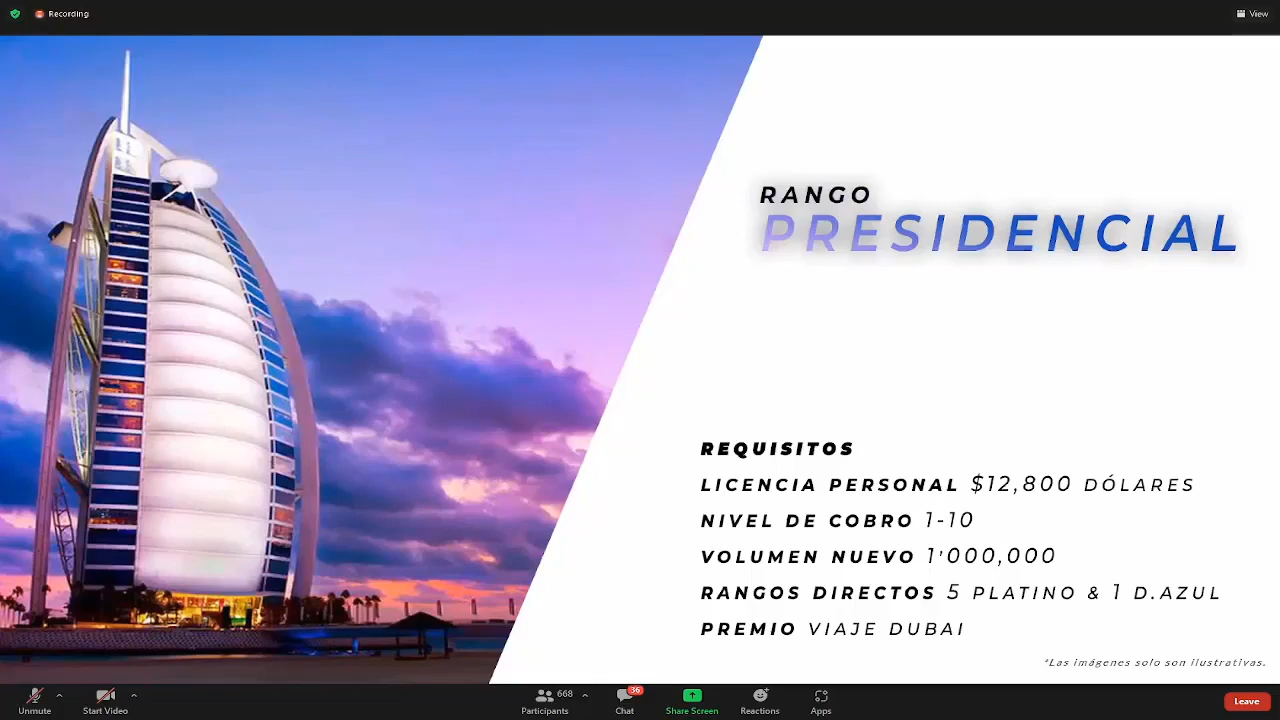 Recording
View
RANGO
PRESIDENCIAL
REQUISITOS
LICENCIA PERSONAL $12,800 DÓLARES
NIVEL DE COBRO 1-10
VOLUMEN NUEVO 1'000,000
RANGOS DIRECTOS 5 PLATINO & 1 D.AZUL
PREMIO VIAJE DUBAI
*Las imágenes solo son ilustrativas.
Unmute
Start Video
668
Participants
36
Chat
Share Screen
Reactions
Apps
Leave